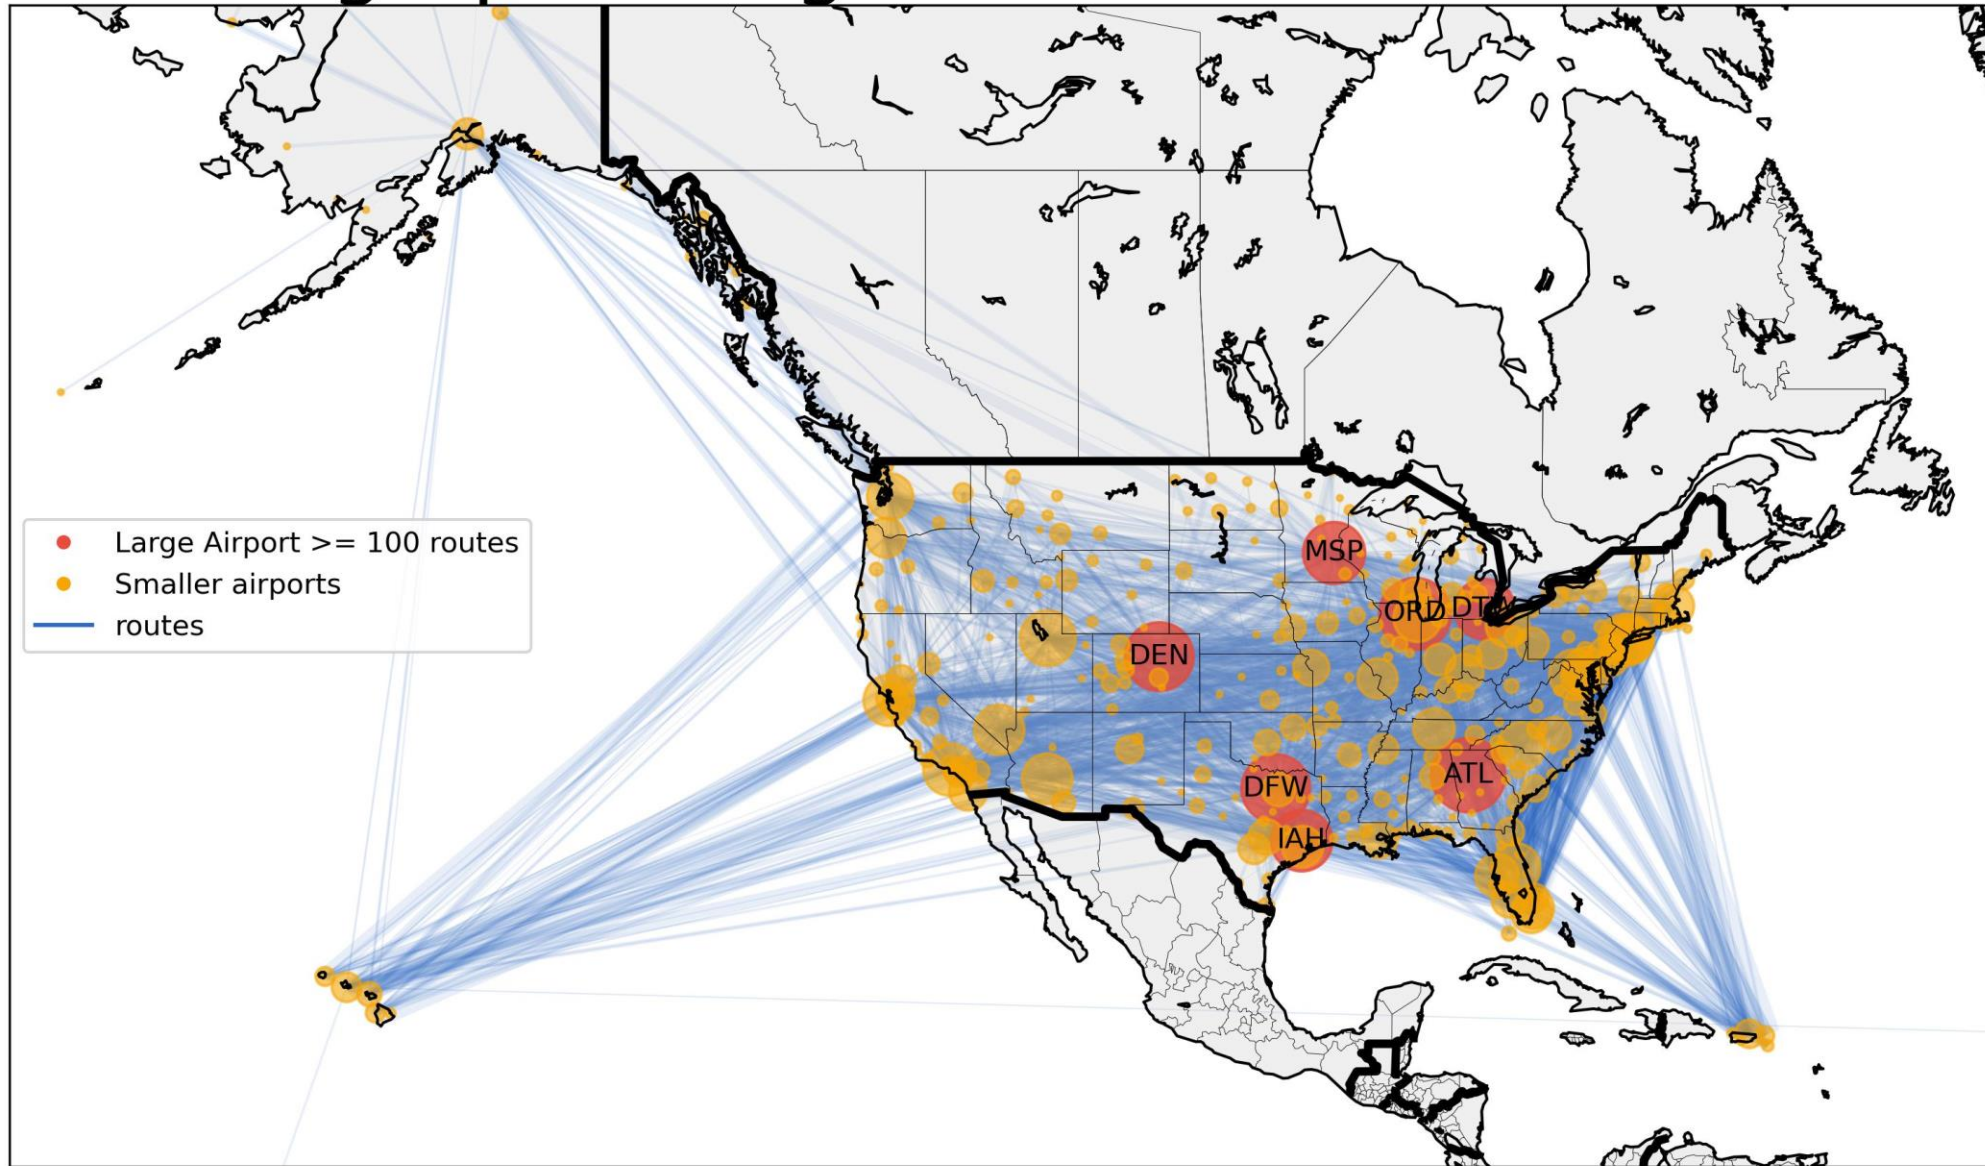 Large Airport >= 100 routes
Smaller airports
routes
MSP
ORD
DTW
DEN
ATL
DFW
IAH